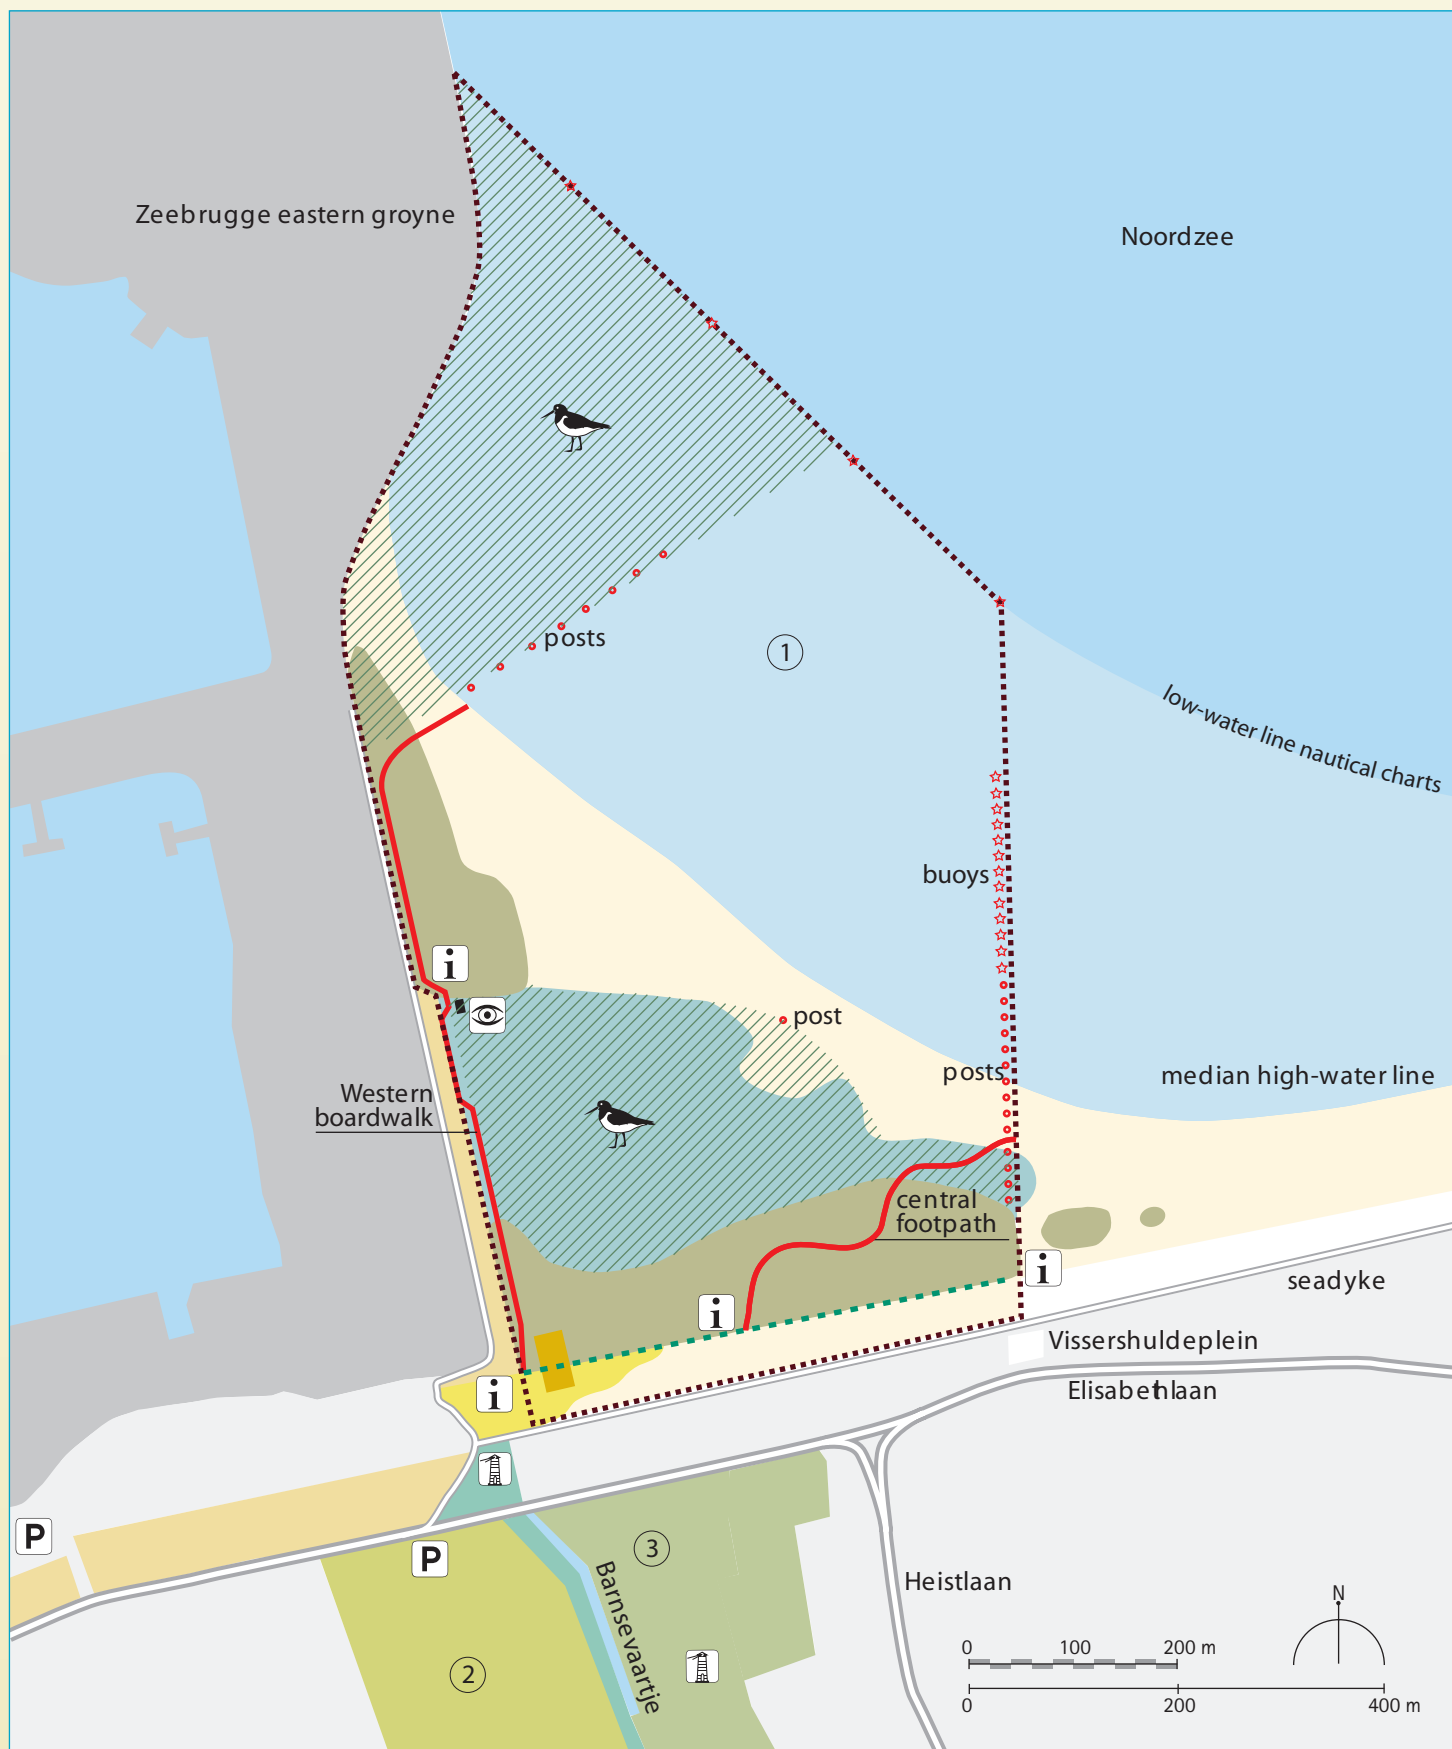 Zeebrugge eastern groyne
Noordzee
posts
1
low-water line nautical charts
buoys
i
post
posts
median high-water line
Western
boardwalk
central
footpath
i
i
seadyke
Vissershuldeplein
Elisabethlaan
i
P
P
3
Barnsevaartje
Heistlaan
2
N
0 100 200 m
0 200 400 m